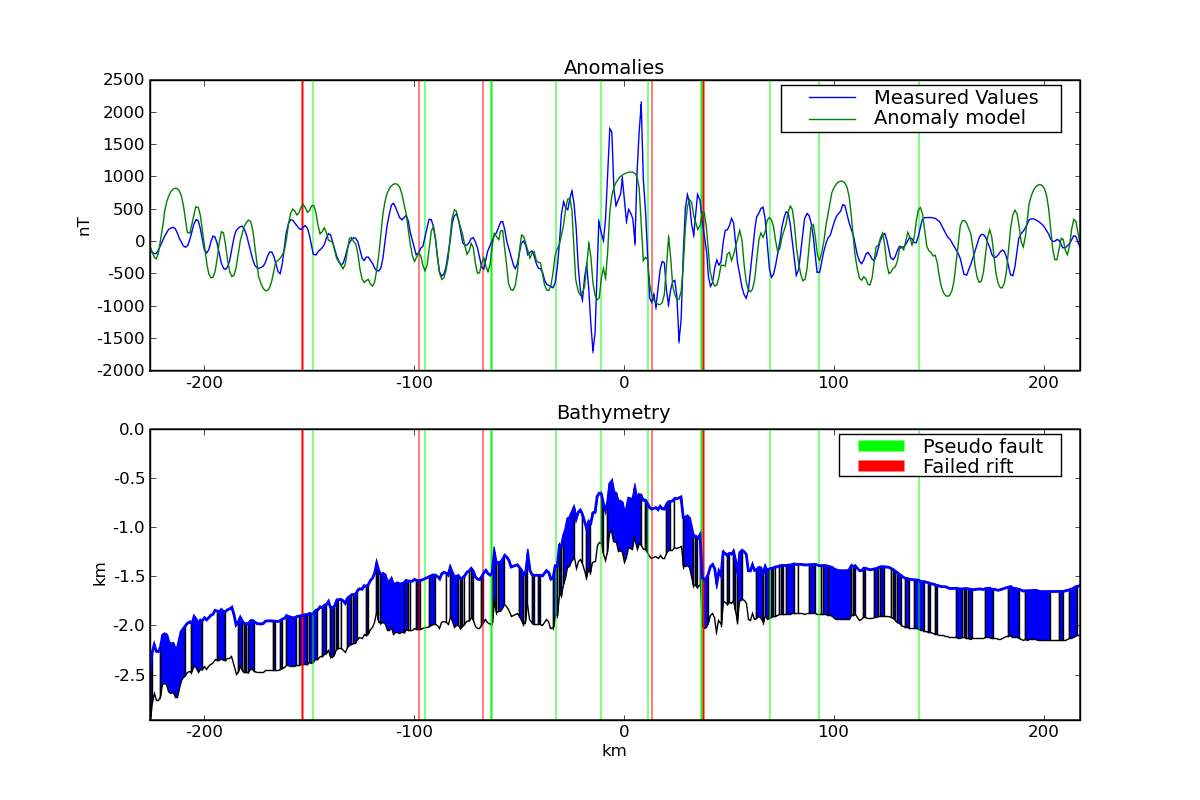 Anomalies
2500
2000
1500
1000
500
0
-500
-1000
-1500
-2000
nT
Measured Values
Anomaly model
-200
-100
0
100
200
Bathymetry
0.0
-0.5
-1.0
-1.5
-2.0
-2.5
km
Pseudo fault
Failed rift
-200
-100
0
100
200
km